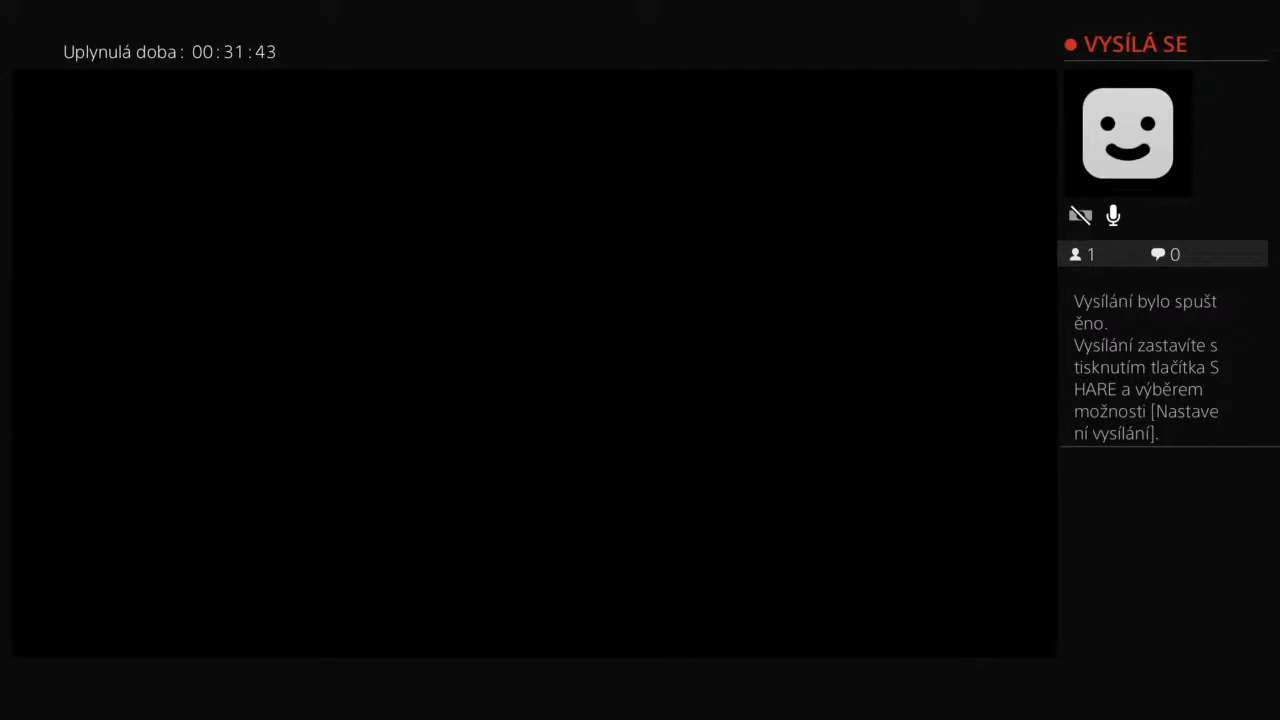 Uplynulá doba: 00:31:43
VYSÍLÁ SE
1 0
Vysílání bylo spušt
ěno.
Vysílání zastavíte s
tisknutím tlačítka S
HARE a výběrem
možnosti [Nastave
ní vysílání].